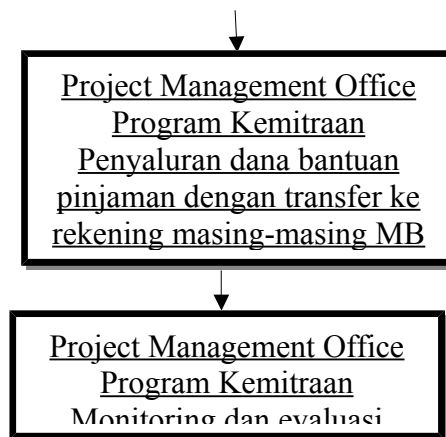 Project Management Office
Program Kemitraan
Penyaluran dana bantuan
pinjaman dengan transfer ke
rekening masing-masing MB
Project Management Office
Program Kemitraan
Monitoring dan evaluasi